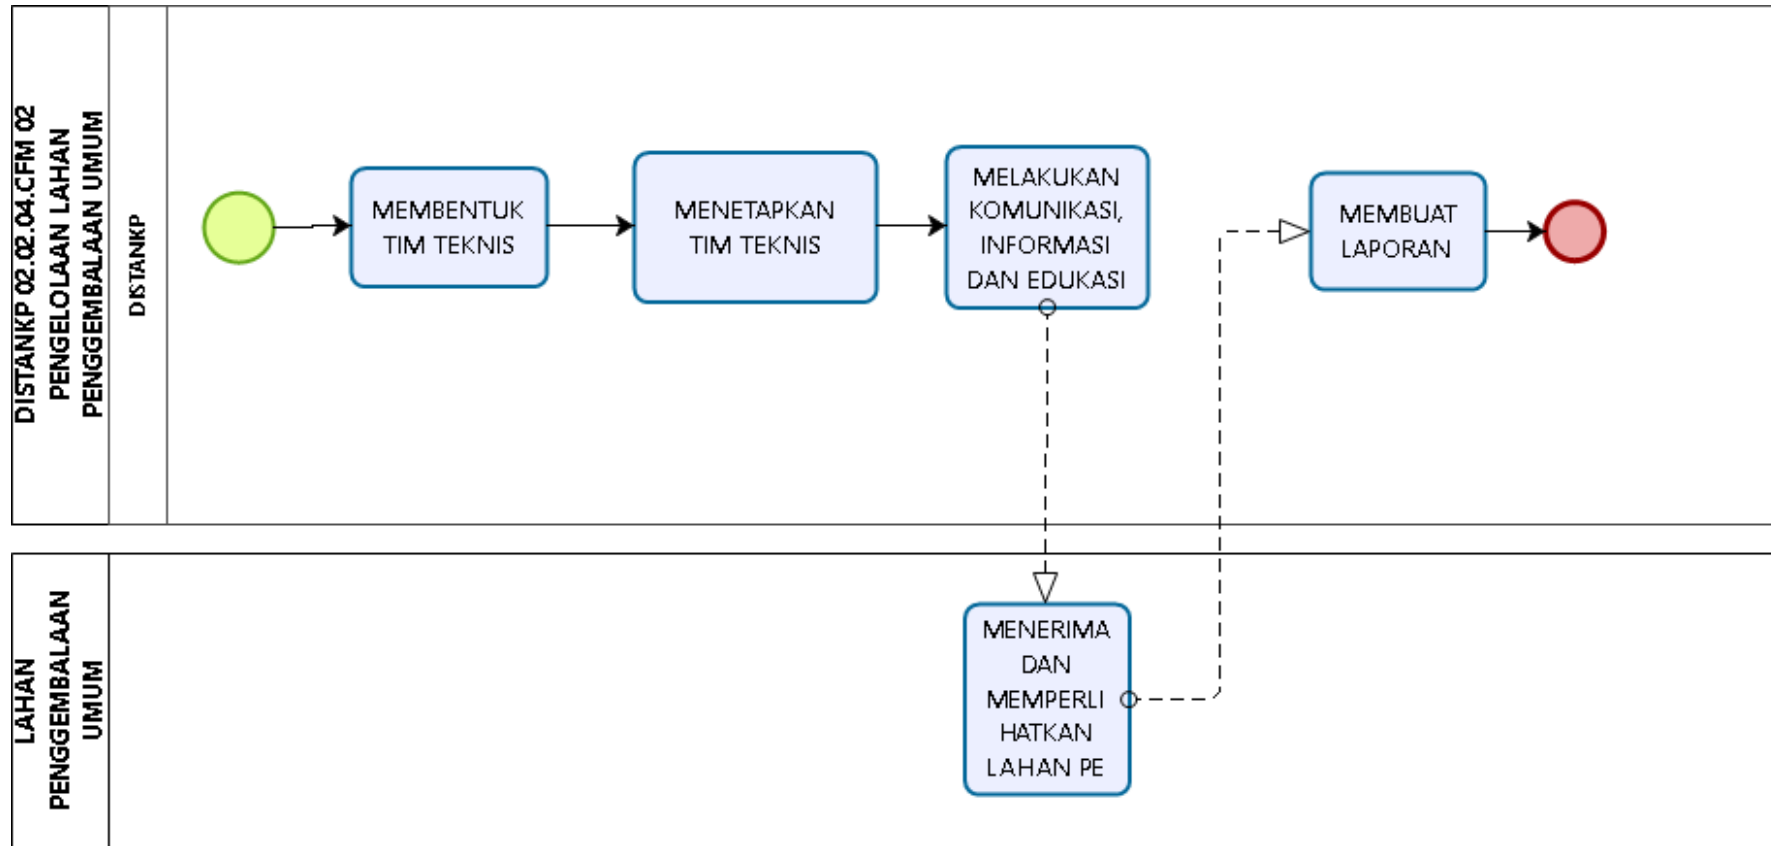 DISTANKP 02.02.04.CFM 02
PENGELOLAAN LAHAN
PENGGEMBALAAN UMUM
DISTANKP
MEMBENTUK
TIM TEKNIS
MENETAPKAN
TIM TEKNIS
MELAKUKAN
KOMUNIKASI,
INFORMASI
DAN EDUKASI
MEMBUAT
LAPORAN
LAHAN
PENGGEMBALAAN
UMUM
MENERIMA
DAN
MEMPERLI
HATKAN
LAHAN PE